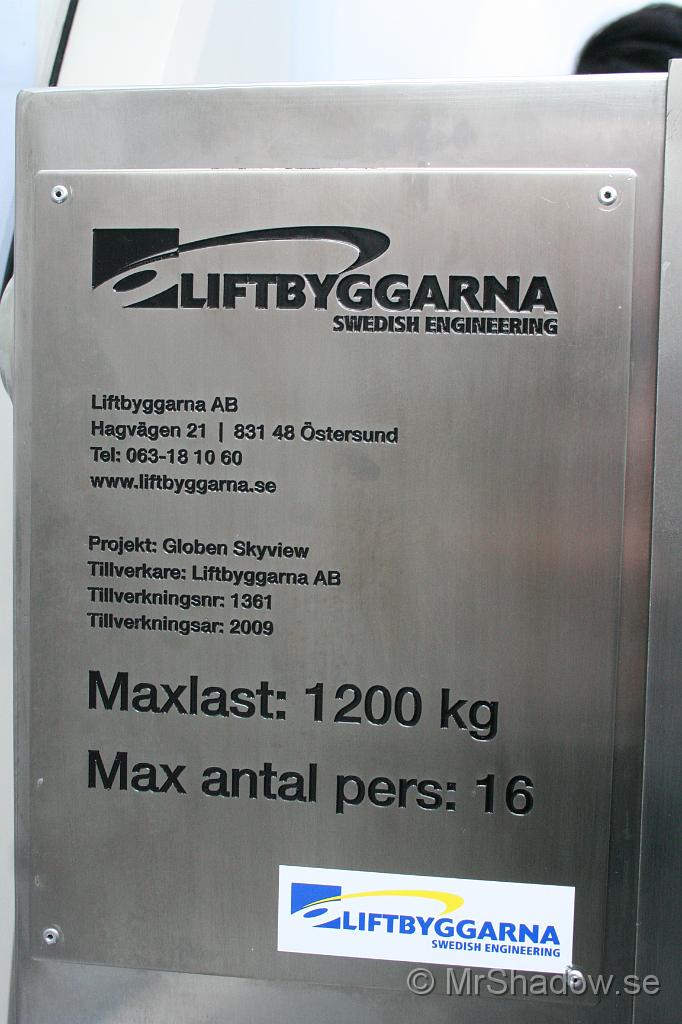 LIFTBYGGARNA
SWEDISH ENGINEERING
Liftbyggarna AB
Hagvägen 21 | 831 48 Östersund
Tel: 063-18 10 60
www.liftbyggarna.se
Projekt: Globen Skyview
Tillverkare: Liftbyggarna AB
Tillverkningsnr: 1361
Tillverkningsar: 2009
Maxlast: 1200 kg
Max antal pers: 16
LIFTBYGGARNA
SWEDISH ENGINEERING
© MrShadow.se